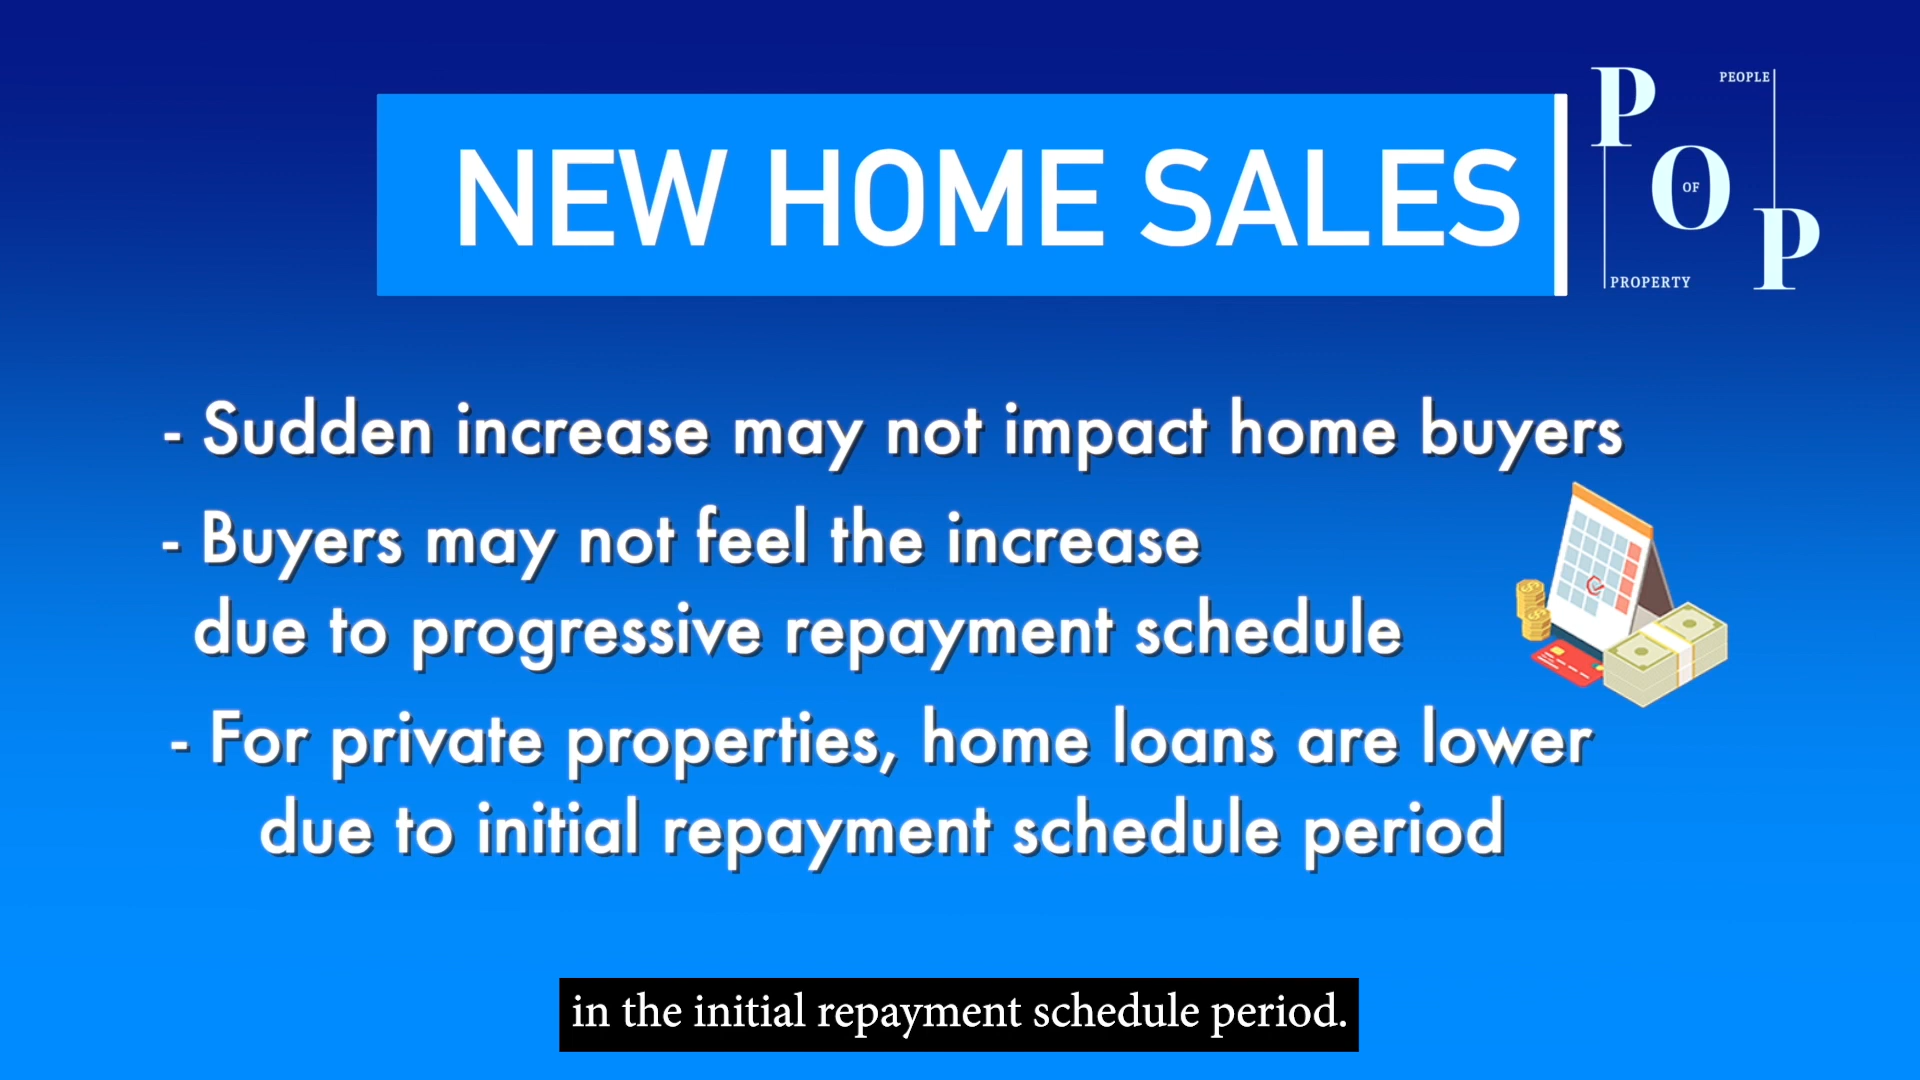 NEW HOME SALES
P
PEOPLE
O
OF
P
PROPERTY
- Sudden increase may not impact home buyers
- Buyers may not feel the increase
due to progressive repayment schedule
- For private properties, home loans are lower
due to initial repayment schedule period
in the initial repayment schedule period.